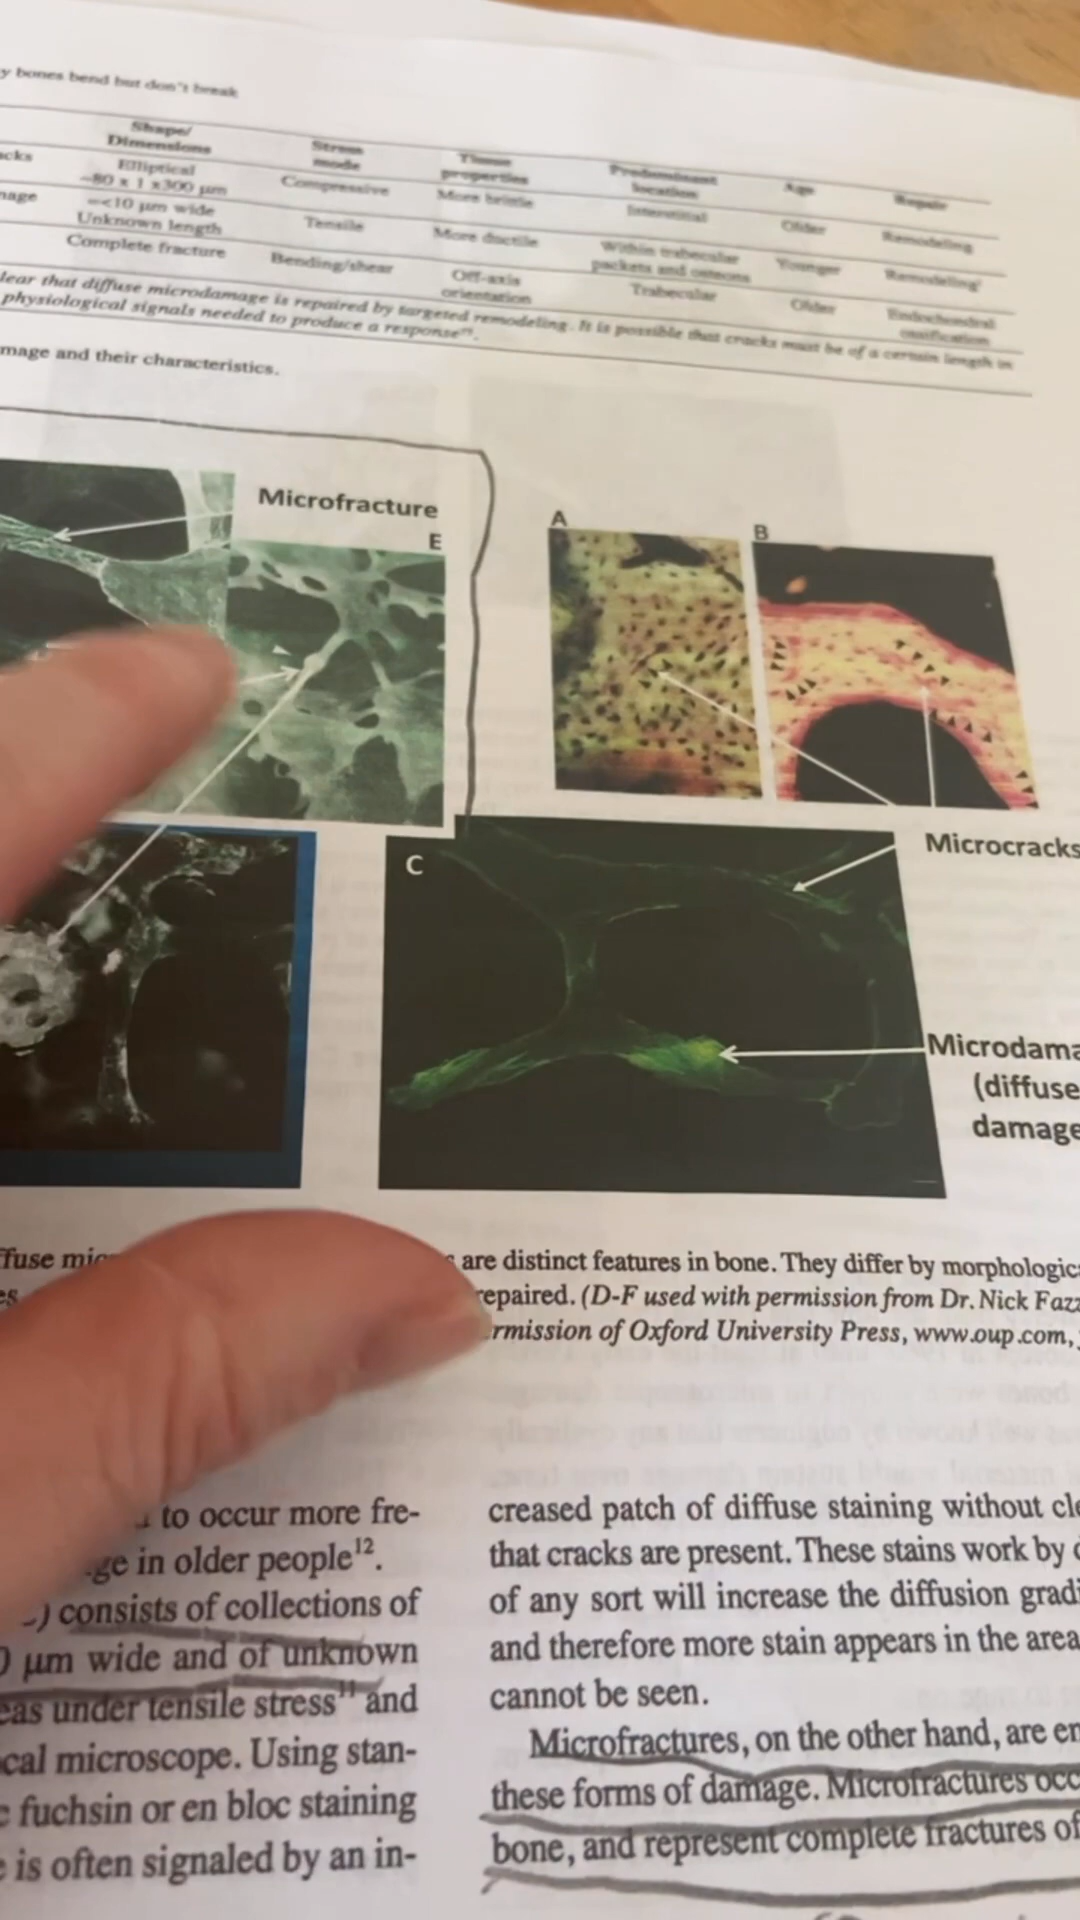 y bones bend but don't break
Shape/
Dimensions
Stress
mode
Tissue
properties
Predominant
location
Age
Repair
acks
Elliptical
~80 x 1 x300 μm
Compressive
More brittle
Interstitial
Older
Remodeling
mage
=<10 μm wide
Unknown length
Tensile
More ductile
Within trabecular
packets and osteons
Younger
Remodeling/
Complete fracture
Bending/shear
Off-axis
orientation
Trabecular
Older
Endochondral
ossification
lear that diffuse microdamage is repaired by targeted remodeling. It is possible that cracks must be of a certain length in
physiological signals needed to produce a response
mage and their characteristics.
Microfracture
E
A
B
C
Microcracks
Microdama
(diffuse
damage
ffuse mic
are distinct features in bone. They differ by morphologic
es
repaired. (D-F used with permission from Dr. Nick Fazz
rmission of Oxford University Press, www.oup.com,
to occur more fre-
ge in older people12.
) consists of collections of
0 μm wide and of unknown
eas under tensile stress11 and
cal microscope. Using stan-
c fuchsin or en bloc staining
e is often signaled by an in-
creased patch of diffuse staining without cle
that cracks are present. These stains work by
of any sort will increase the diffusion gradi
and therefore more stain appears in the area
cannot be seen.
Microfractures, on the other hand, are en
these forms of damage. Microfractures occ
bone, and represent complete fractures of